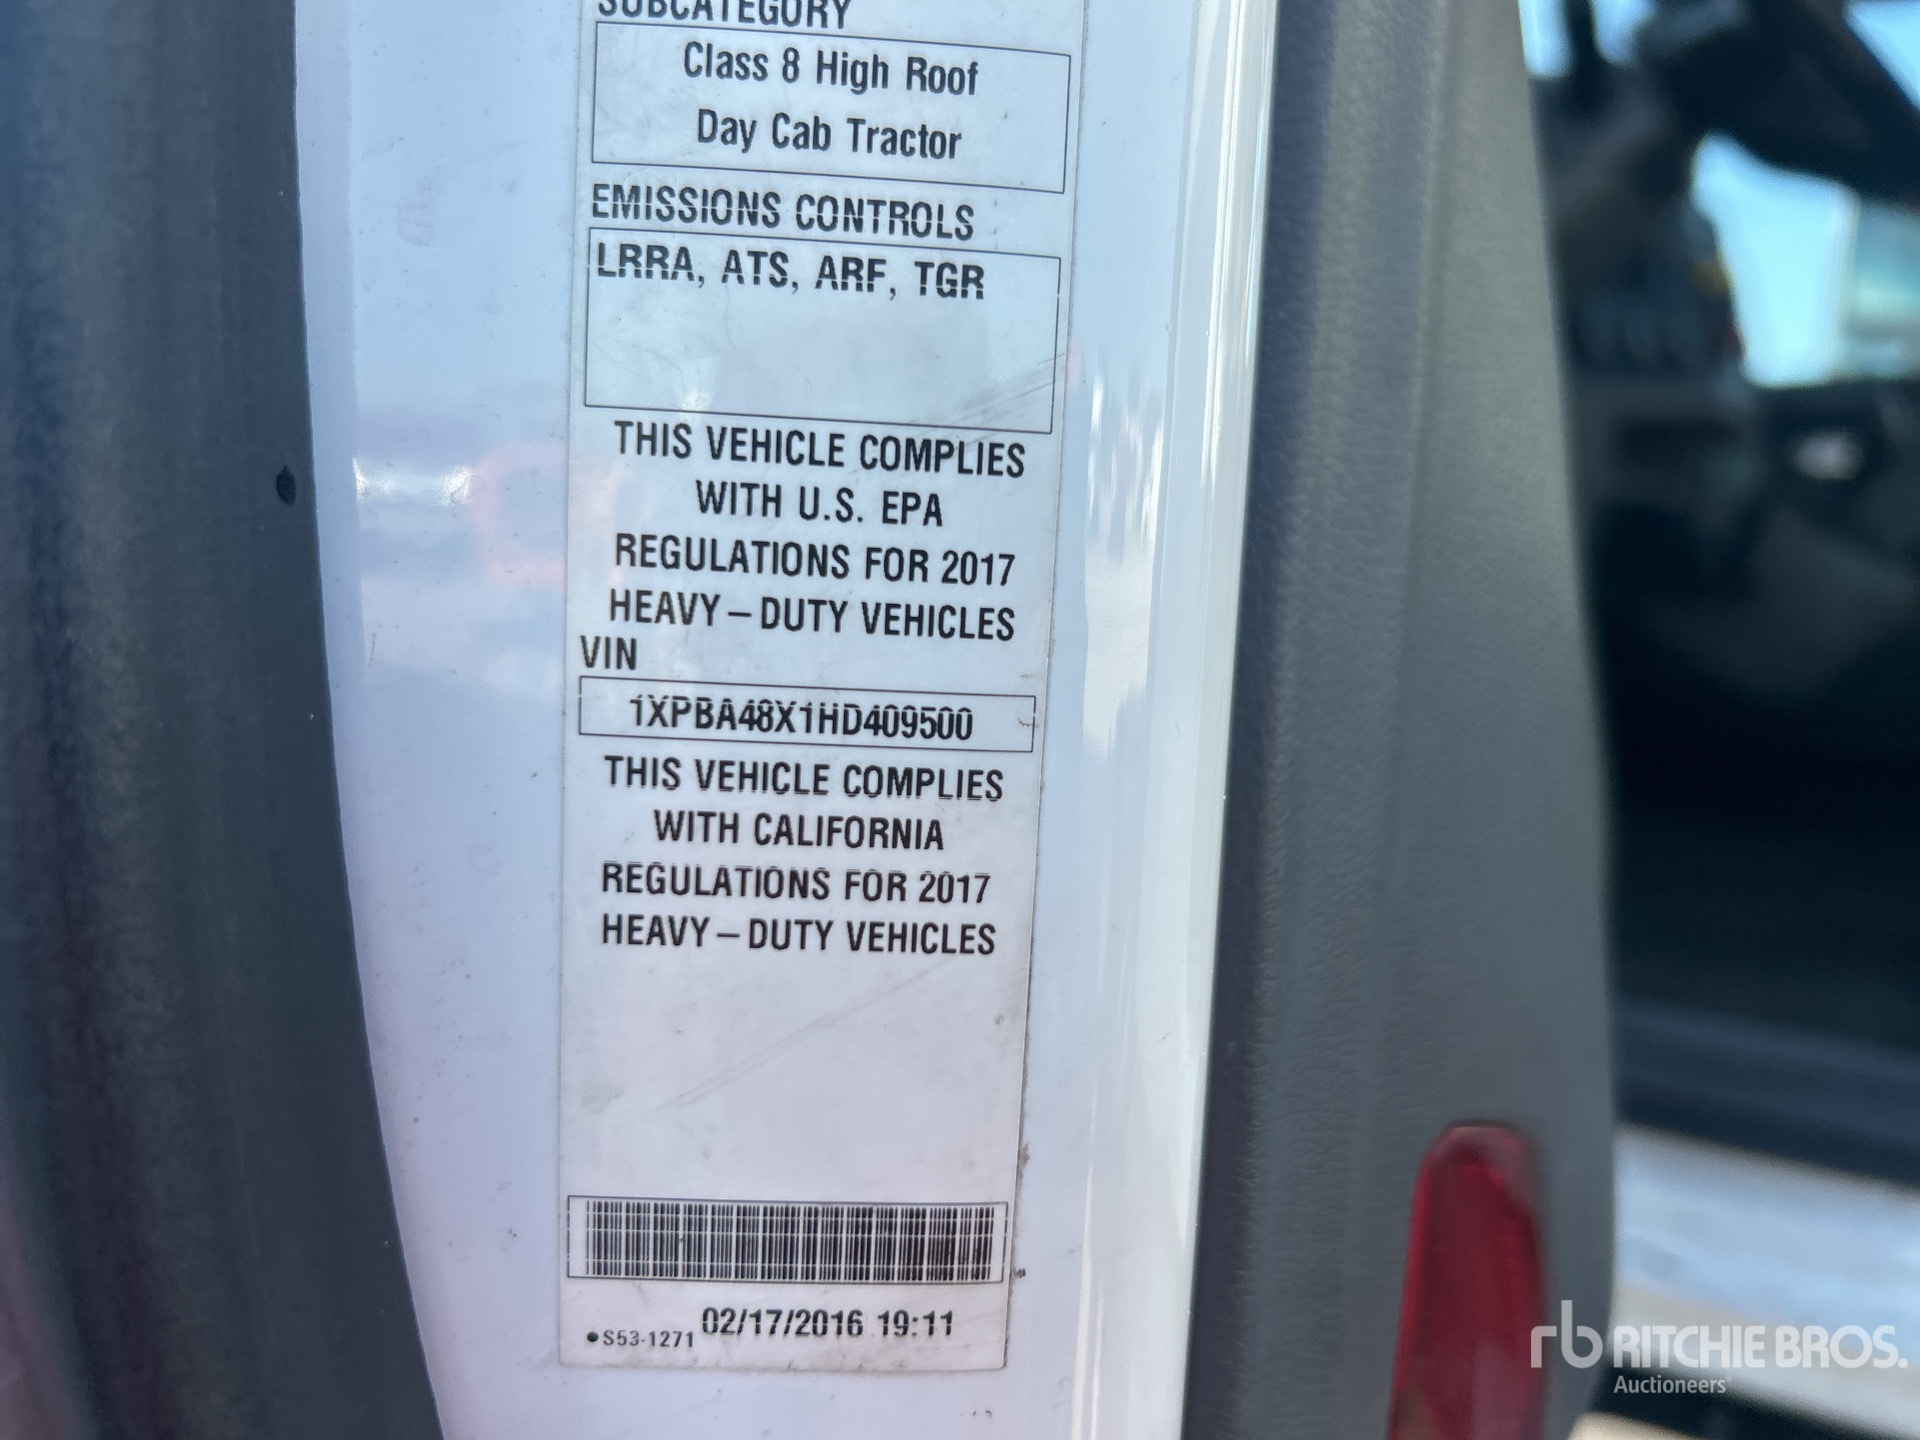 SUBCATEGORY
Class 8 High Roof
Day Cab Tractor
EMISSIONS CONTROLS
LRRA, ATS, ARF, TGR
THIS VEHICLE COMPLIES
WITH U.S. EPA
REGULATIONS FOR 2017
HEAVY – DUTY VEHICLES
VIN
1XPBA48X1HD409500
THIS VEHICLE COMPLIES
WITH CALIFORNIA
REGULATIONS FOR 2017
HEAVY – DUTY VEHICLES
●S53-1271 02/17/2016 19:11
rb RITCHIE BROS.
Auctioneers